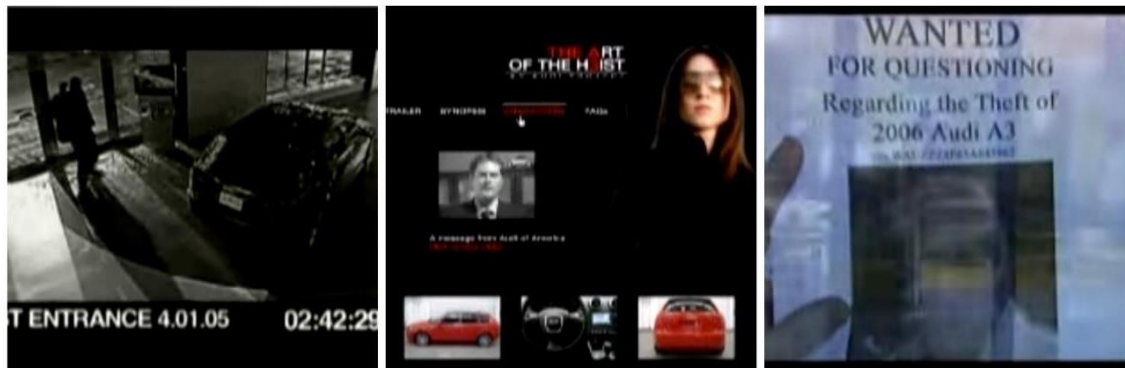 T ENTRANCE 4.01.05 02:42:29
THE ART
OF THE HEIST
TRAILER SYNOPSIS FAQs
A message from Audi of America
WANTED
FOR QUESTIONING
Regarding the Theft of
2006 Audi A3